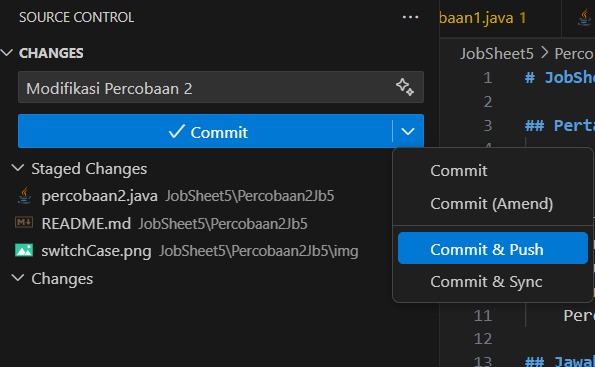 SOURCE CONTROL
CHANGES
Modifikasi Percobaan 2
Commit
Staged Changes
percobaan2.java JobSheet5\Percobaan2Jb5
README.md JobSheet5\Percobaan2Jb5
switchCase.png JobSheet5\Percobaan2Jb5\img
Changes
Commit
Commit (Amend)
Commit & Push
Commit & Sync
baan1.java 1
JobSheet5 > Perco
1 # JobShe
2
3 ## Perta
11 Per
12
13 ## Jawa